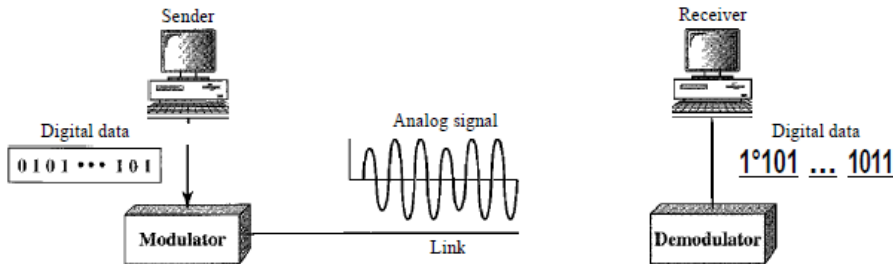 Sender
Receiver
Digital data
0101 ••• 101
Analog signal
Digital data
1°101 ... 1011
Modulator
Link
Demodulator